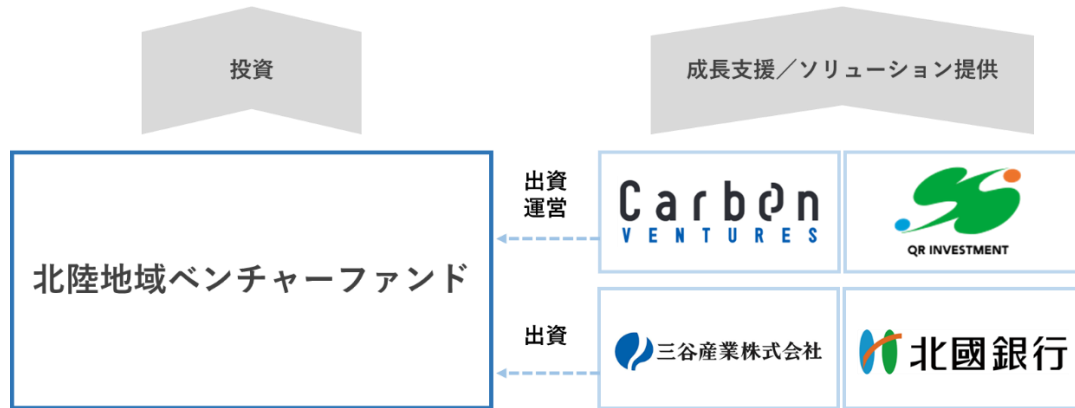 投資
成長支援／ソリューション提供
北陸地域ベンチャーファンド
出資
運営
Carbon
VENTURES
QR INVESTMENT
出資
三谷産業株式会社
北國銀行